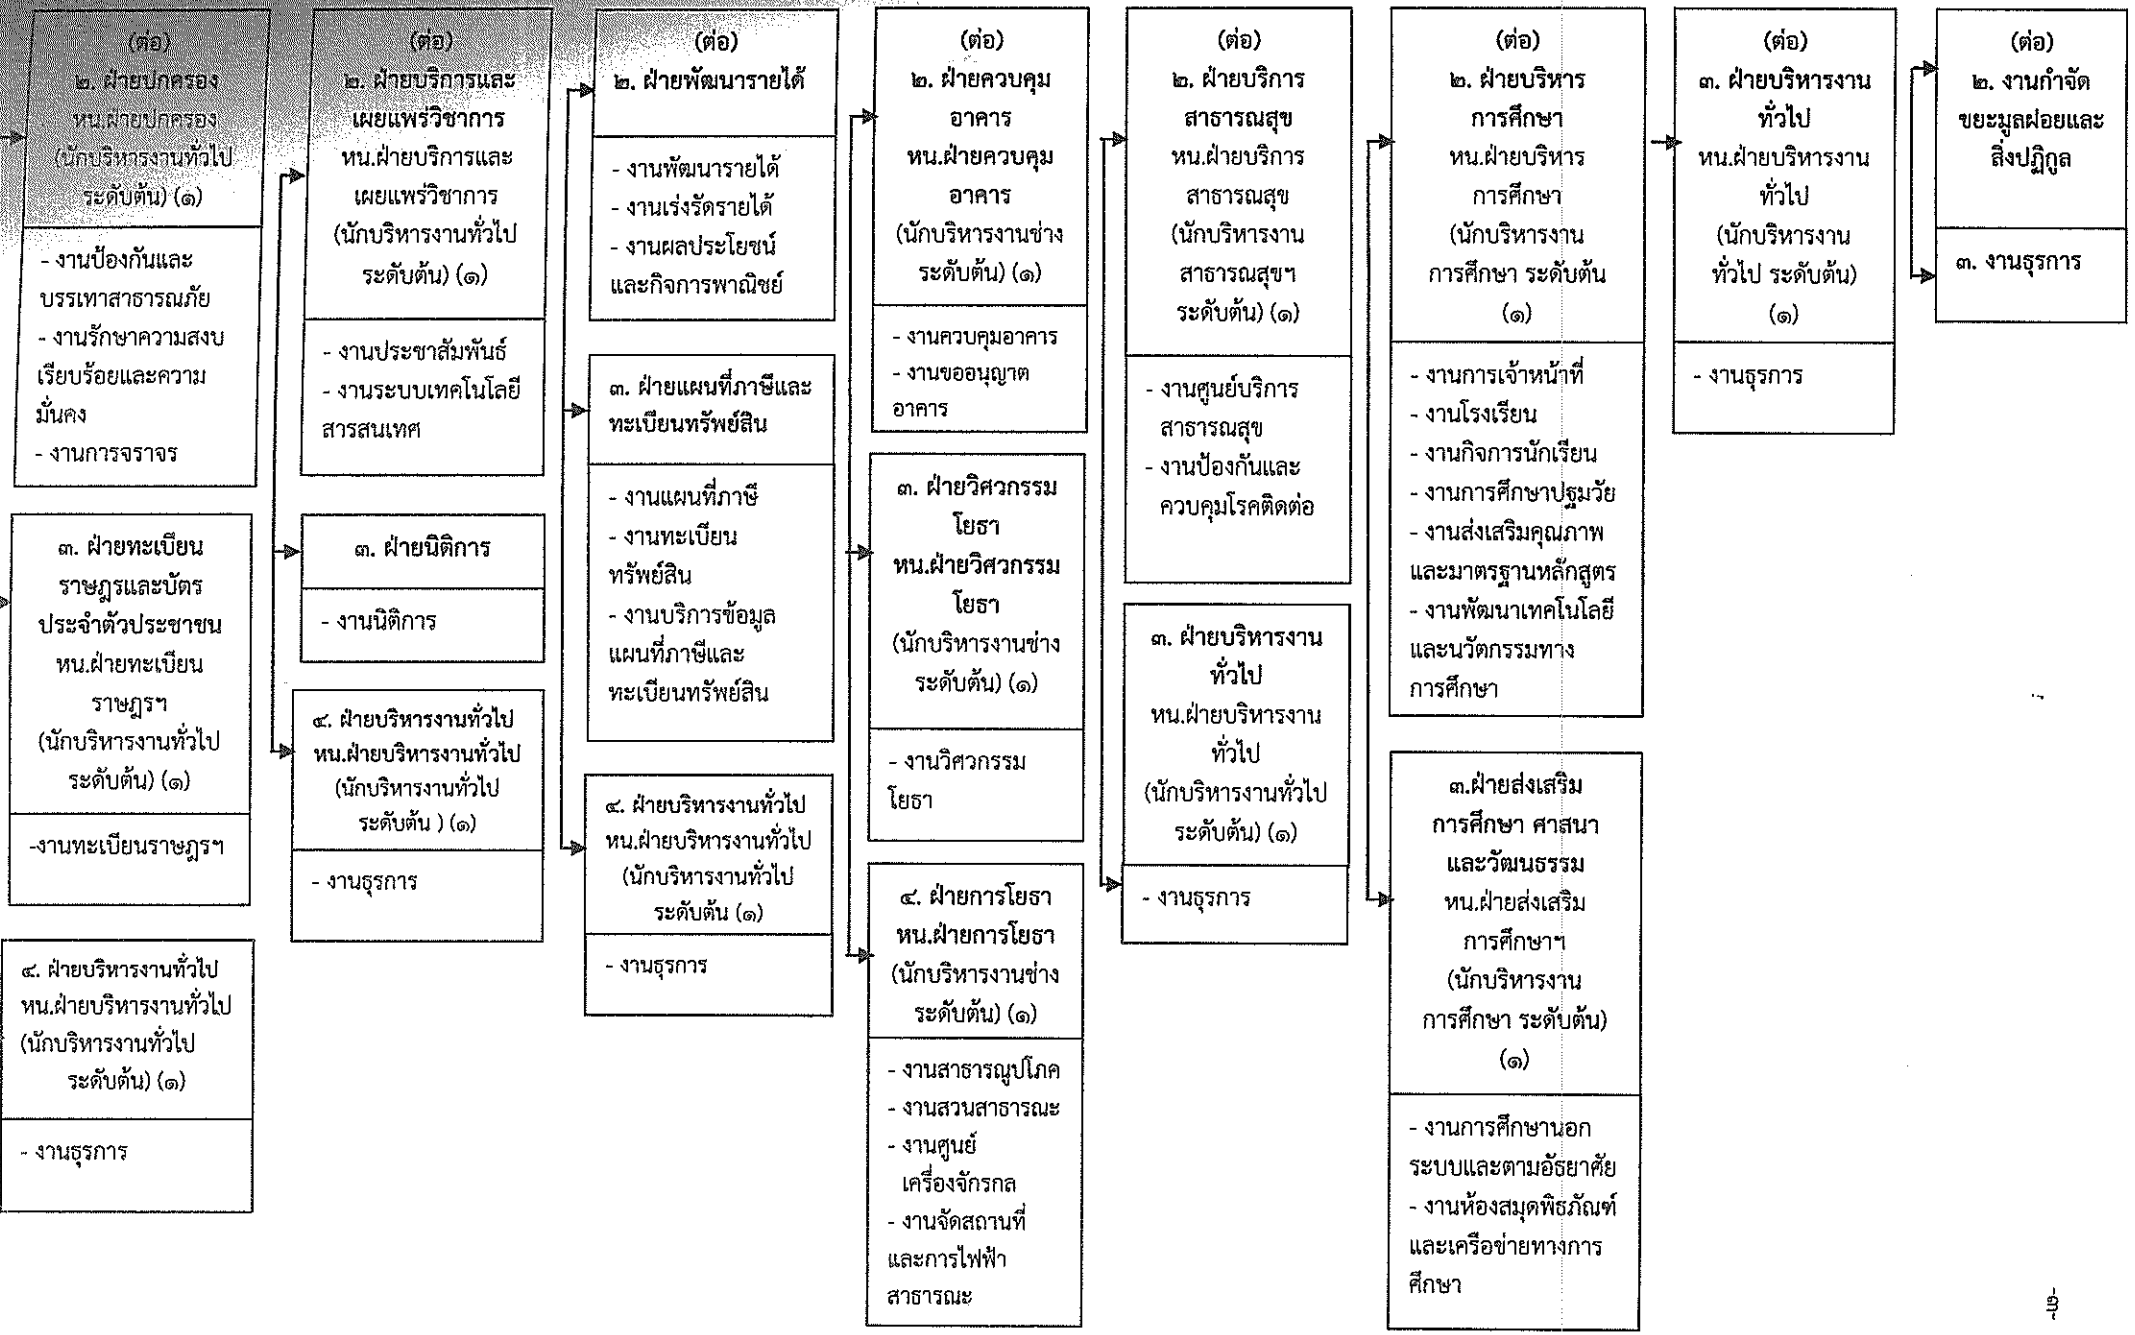 (ต่อ)
๒. ฝ่ายปกครอง
หน.ฝ่ายปกครอง
(นักบริหารงานทั่วไป
ระดับต้น) (๑)
- งานป้องกันและ
บรรเทาสาธารณภัย
- งานรักษาความสงบ
เรียบร้อยและความ
มั่นคง
- งานการจราจร
๓. ฝ่ายทะเบียน
ราษฎรและบัตร
ประจำตัวประชาชน
หน.ฝ่ายทะเบียน
ราษฎรฯ
(นักบริหารงานทั่วไป
ระดับต้น) (๑)
-งานทะเบียนราษฎรฯ
๔. ฝ่ายบริหารงานทั่วไป
หน.ฝ่ายบริหารงานทั่วไป
(นักบริหารงานทั่วไป
ระดับต้น) (๑)
- งานธุรการ
(ต่อ)
๒. ฝ่ายบริการและ
เผยแพร่วิชาการ
หน.ฝ่ายบริการและ
เผยแพร่วิชาการ
(นักบริหารงานทั่วไป
ระดับต้น) (๑)
- งานประชาสัมพันธ์
- งานระบบเทคโนโลยี
สารสนเทศ
๓. ฝ่ายนิติการ
- งานนิติการ
๔. ฝ่ายบริหารงานทั่วไป
หน.ฝ่ายบริหารงานทั่วไป
(นักบริหารงานทั่วไป
ระดับต้น ) (๑)
- งานธุรการ
(ต่อ)
๒. ฝ่ายพัฒนารายได้
- งานพัฒนารายได้
- งานเร่งรัดรายได้
- งานผลประโยชน์
และกิจการพาณิชย์
๓. ฝ่ายแผนที่ภาษีและ
ทะเบียนทรัพย์สิน
- งานแผนที่ภาษี
- งานทะเบียน
ทรัพย์สิน
- งานบริการข้อมูล
แผนที่ภาษีและ
ทะเบียนทรัพย์สิน
๔. ฝ่ายบริหารงานทั่วไป
หน.ฝ่ายบริหารงานทั่วไป
(นักบริหารงานทั่วไป
ระดับต้น (๑)
- งานธุรการ
(ต่อ)
๒. ฝ่ายควบคุม
อาคาร
หน.ฝ่ายควบคุม
อาคาร
(นักบริหารงานช่าง
ระดับต้น) (๑)
- งานควบคุมอาคาร
- งานขออนุญาต
อาคาร
๓. ฝ่ายวิศวกรรม
โยธา
หน.ฝ่ายวิศวกรรม
โยธา
(นักบริหารงานช่าง
ระดับต้น) (๑)
- งานวิศวกรรม
โยธา
๔. ฝ่ายการโยธา
หน.ฝ่ายการโยธา
(นักบริหารงานช่าง
ระดับต้น) (๑)
- งานสาธารณูปโภค
- งานสวนสาธารณะ
- งานศูนย์
เครื่องจักรกล
- งานจัดสถานที่
และการไฟฟ้า
สาธารณะ
(ต่อ)
๒. ฝ่ายบริการ
สาธารณสุข
หน.ฝ่ายบริการ
สาธารณสุข
(นักบริหารงาน
สาธารณสุขฯ
ระดับต้น) (๑)
- งานศูนย์บริการ
สาธารณสุข
- งานป้องกันและ
ควบคุมโรคติดต่อ
๓. ฝ่ายบริหารงาน
ทั่วไป
หน.ฝ่ายบริหารงาน
ทั่วไป
(นักบริหารงานทั่วไป
ระดับต้น) (๑)
- งานธุรการ
(ต่อ)
๒. ฝ่ายบริหาร
การศึกษา
หน.ฝ่ายบริหาร
การศึกษา
(นักบริหารงาน
การศึกษา ระดับต้น
(๑)
- งานการเจ้าหน้าที่
- งานโรงเรียน
- งานกิจการนักเรียน
- งานการศึกษาปฐมวัย
- งานส่งเสริมคุณภาพ
และมาตรฐานหลักสูตร
- งานพัฒนาเทคโนโลยี
และนวัตกรรมทาง
การศึกษา
๓.ฝ่ายส่งเสริม
การศึกษา ศาสนา
และวัฒนธรรม
หน.ฝ่ายส่งเสริม
การศึกษาฯ
(นักบริหารงาน
การศึกษา ระดับต้น)
(๑)
- งานการศึกษานอก
ระบบและตามอัธยาศัย
- งานห้องสมุดพิธภัณฑ์
และเครือข่ายทางการ
ศึกษา
(ต่อ)
๓. ฝ่ายบริหารงาน
ทั่วไป
หน.ฝ่ายบริหารงาน
ทั่วไป
(นักบริหารงาน
ทั่วไป ระดับต้น)
(๑)
- งานธุรการ
(ต่อ)
๒. งานกำจัด
ขยะมูลฝอยและ
สิ่งปฏิกูล
๓. งานธุรการ